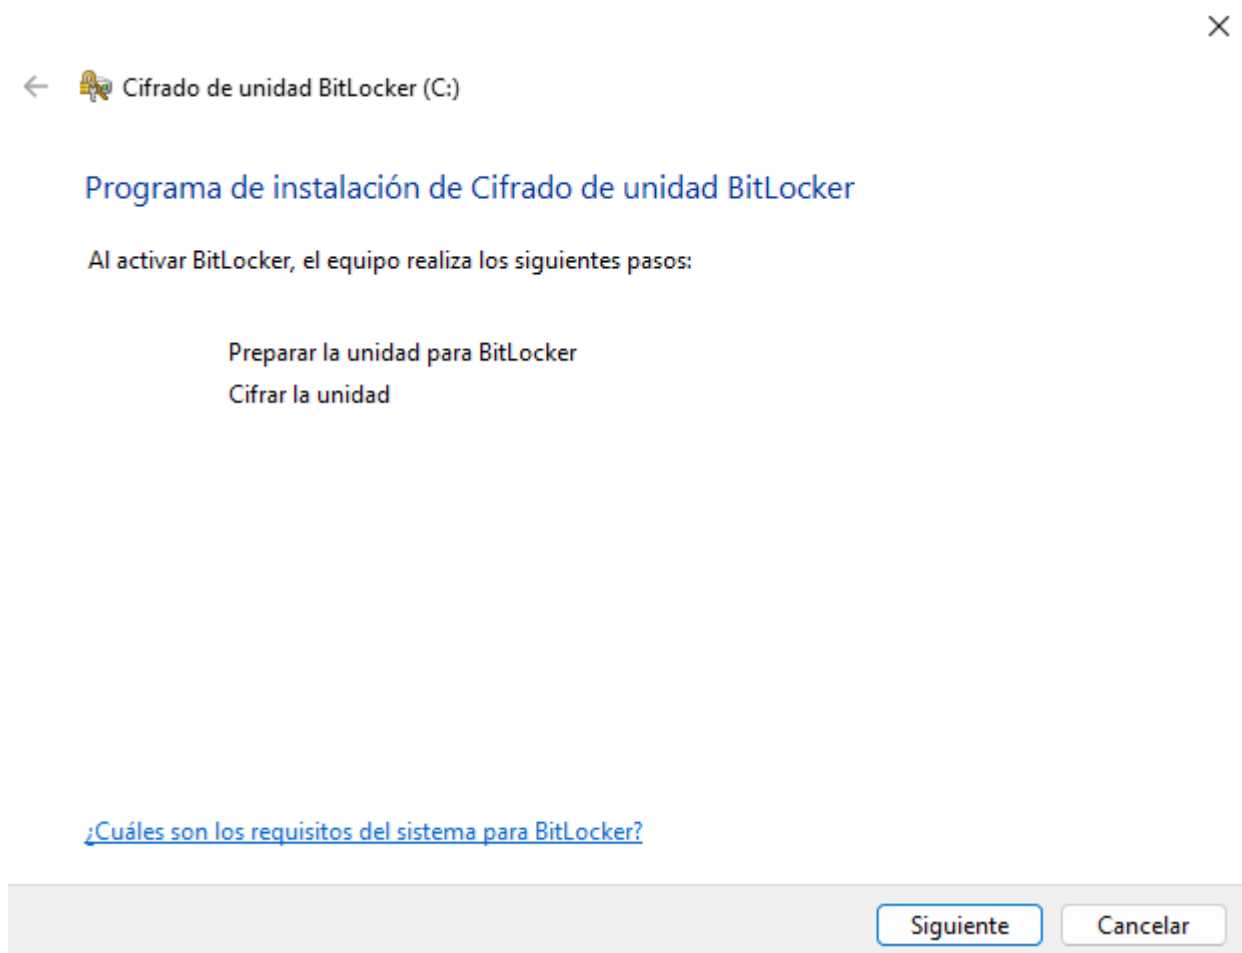 Cifrado de unidad BitLocker (C:)
Programa de instalación de Cifrado de unidad BitLocker
Al activar BitLocker, el equipo realiza los siguientes pasos:
Preparar la unidad para BitLocker
Cifrar la unidad
¿Cuáles son los requisitos del sistema para BitLocker?
Siguiente
Cancelar